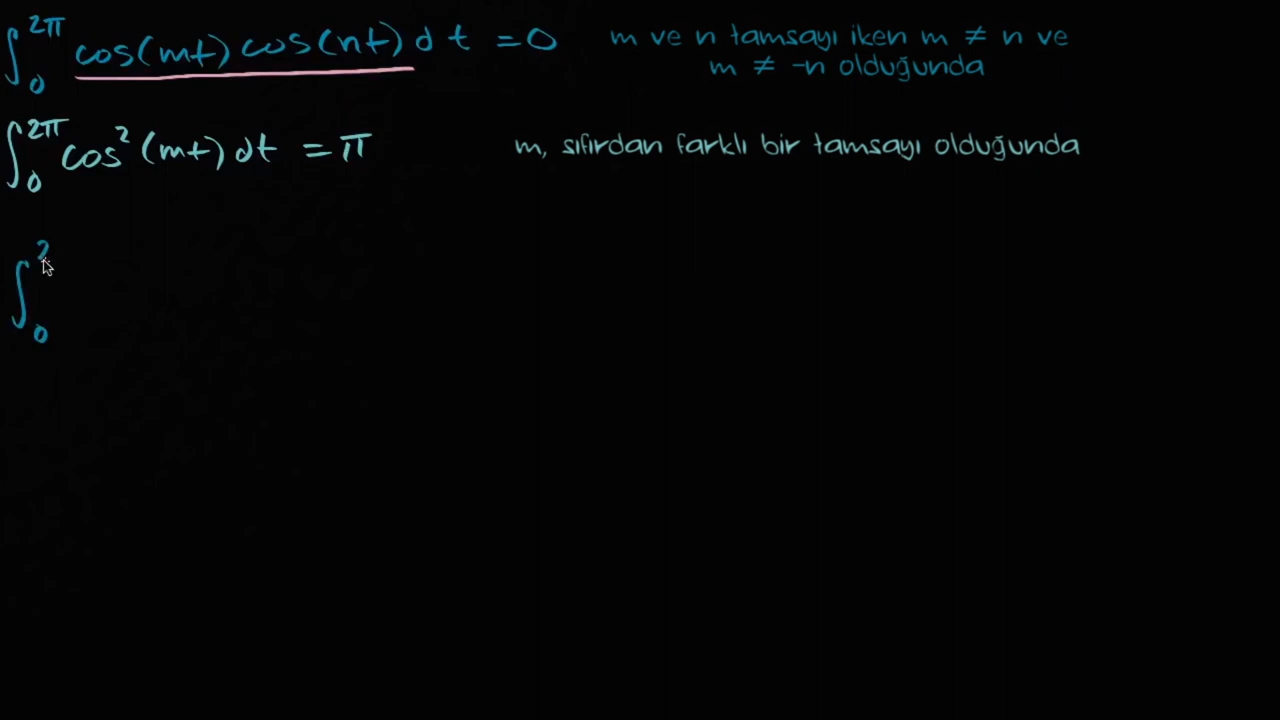 ∫₀^2π cos(mt) cos(nt) dt = 0
m ve n tamsayı iken m ≠ n ve
m ≠ -n olduğunda
∫₀^2π cos²(mt) dt = π
m, sıfırdan farklı bir tamsayı olduğunda
∫₀^2